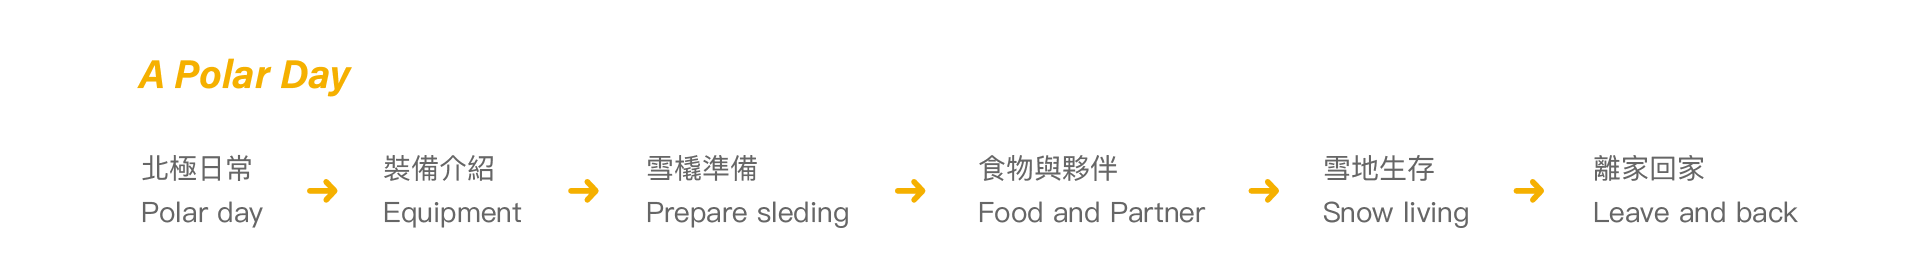 A Polar Day
北極日常
Polar day
裝備介紹
Equipment
雪橇準備
Prepare sleding
食物與夥伴
Food and Partner
雪地生存
Snow living
離家回家
Leave and back